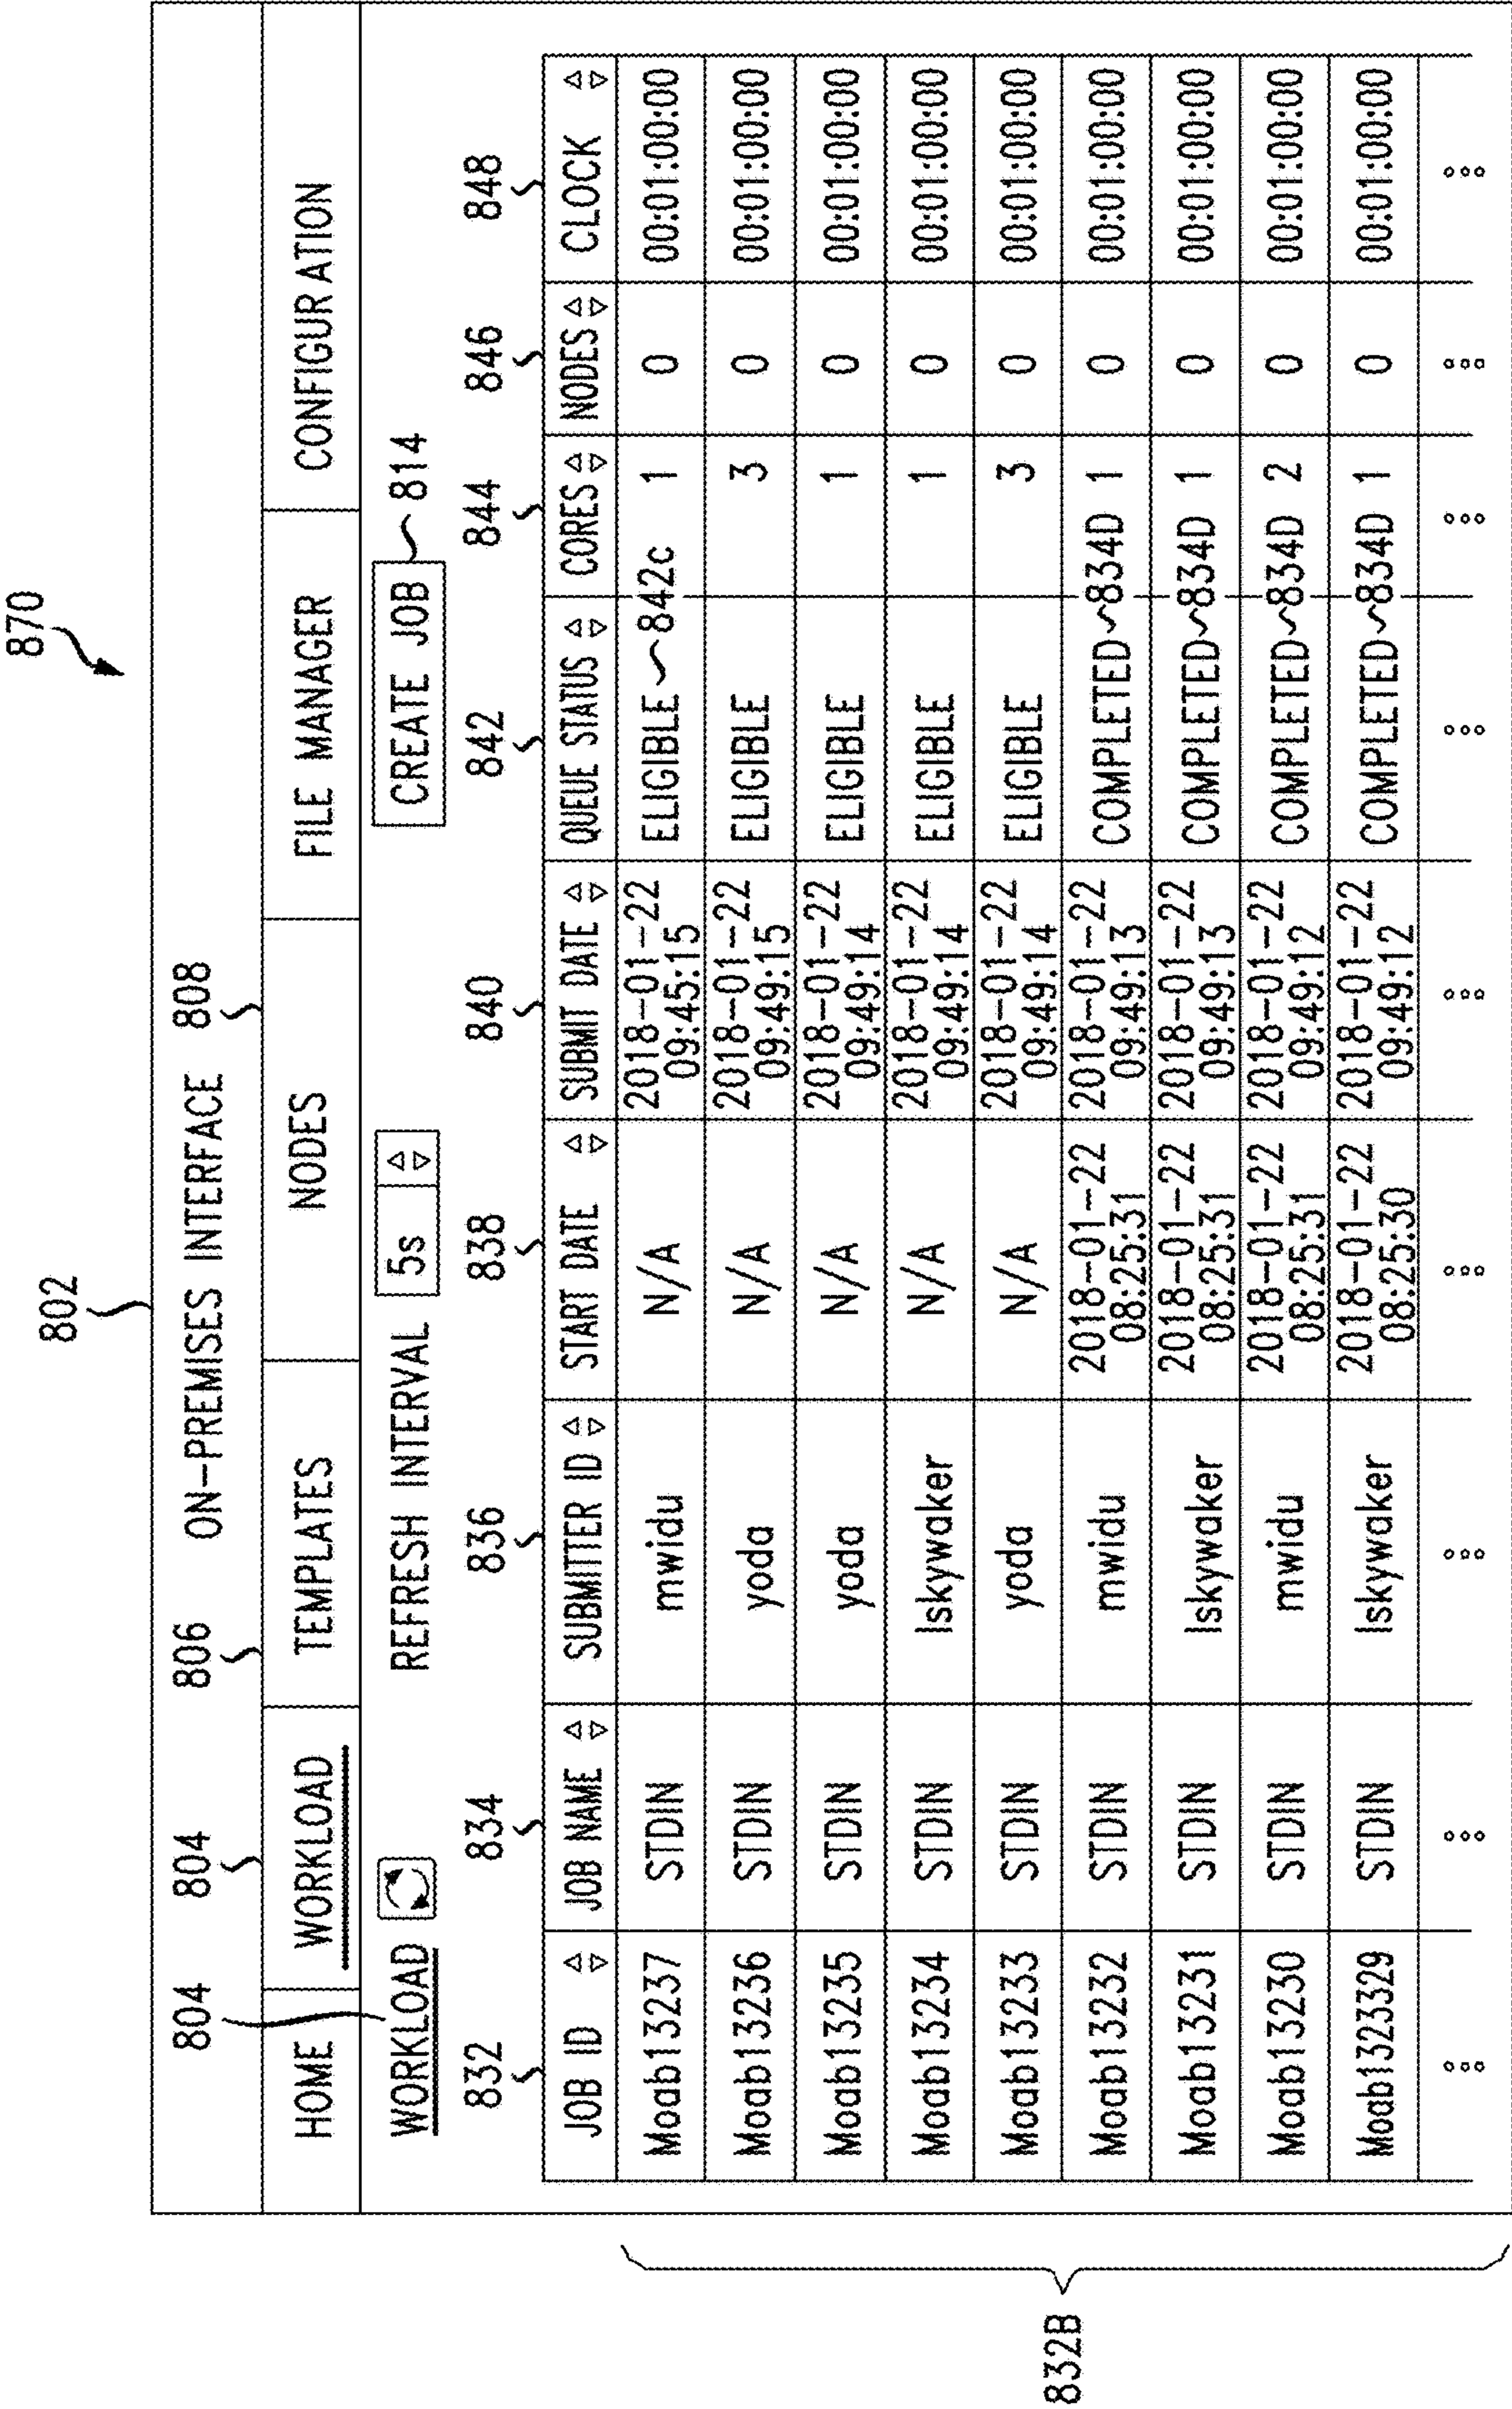 870
802
ON-PREMISES INTERFACE
804 804 806 808
HOME WORKLOAD TEMPLATES NODES FILE MANAGER CONFIGURATION
WORKLOAD REFRESH INTERVAL 5s CREATE JOB 814
832 834 836 838 840 842 844 846 848
JOB ID JOB NAME SUBMITTER ID START DATE SUBMIT DATE QUEUE STATUS CORES NODES CLOCK
Moab13237 STDIN mwidu N/A 2018-01-22 09:45:15 ELIGIBLE 842c 1 0 00:01:00:00
Moab13236 STDIN yoda N/A 2018-01-22 09:49:15 ELIGIBLE 3 0 00:01:00:00
Moab13235 STDIN yoda N/A 2018-01-22 09:49:14 ELIGIBLE 1 0 00:01:00:00
Moab13234 STDIN lskywaker N/A 2018-01-22 09:49:14 ELIGIBLE 1 0 00:01:00:00
Moab13233 STDIN yoda N/A 2018-01-22 09:49:14 ELIGIBLE 3 0 00:01:00:00
Moab13232 STDIN mwidu 2018-01-22 08:25:31 2018-01-22 09:49:13 COMPLETED 834D 1 0 00:01:00:00
Moab13231 STDIN lskywaker 2018-01-22 08:25:31 2018-01-22 09:49:13 COMPLETED 834D 1 0 00:01:00:00
Moab13230 STDIN mwidu 2018-01-22 08:25:31 2018-01-22 09:49:12 COMPLETED 834D 2 0 00:01:00:00
Moab1323329 STDIN lskywaker 2018-01-22 08:25:30 2018-01-22 09:49:12 COMPLETED 834D 1 0 00:01:00:00
832B